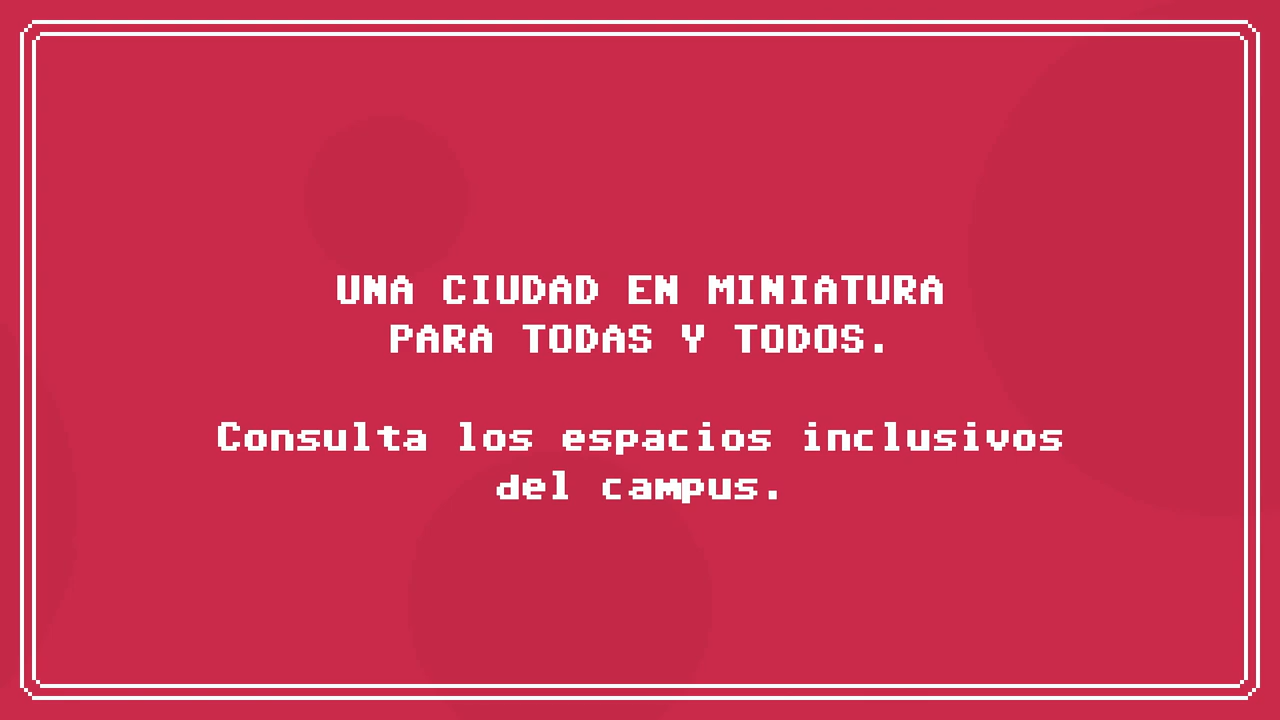 UNA CIUDAD EN MINIATURA
PARA TODAS Y TODOS.
Consulta los espacios inclusivos
del campus.